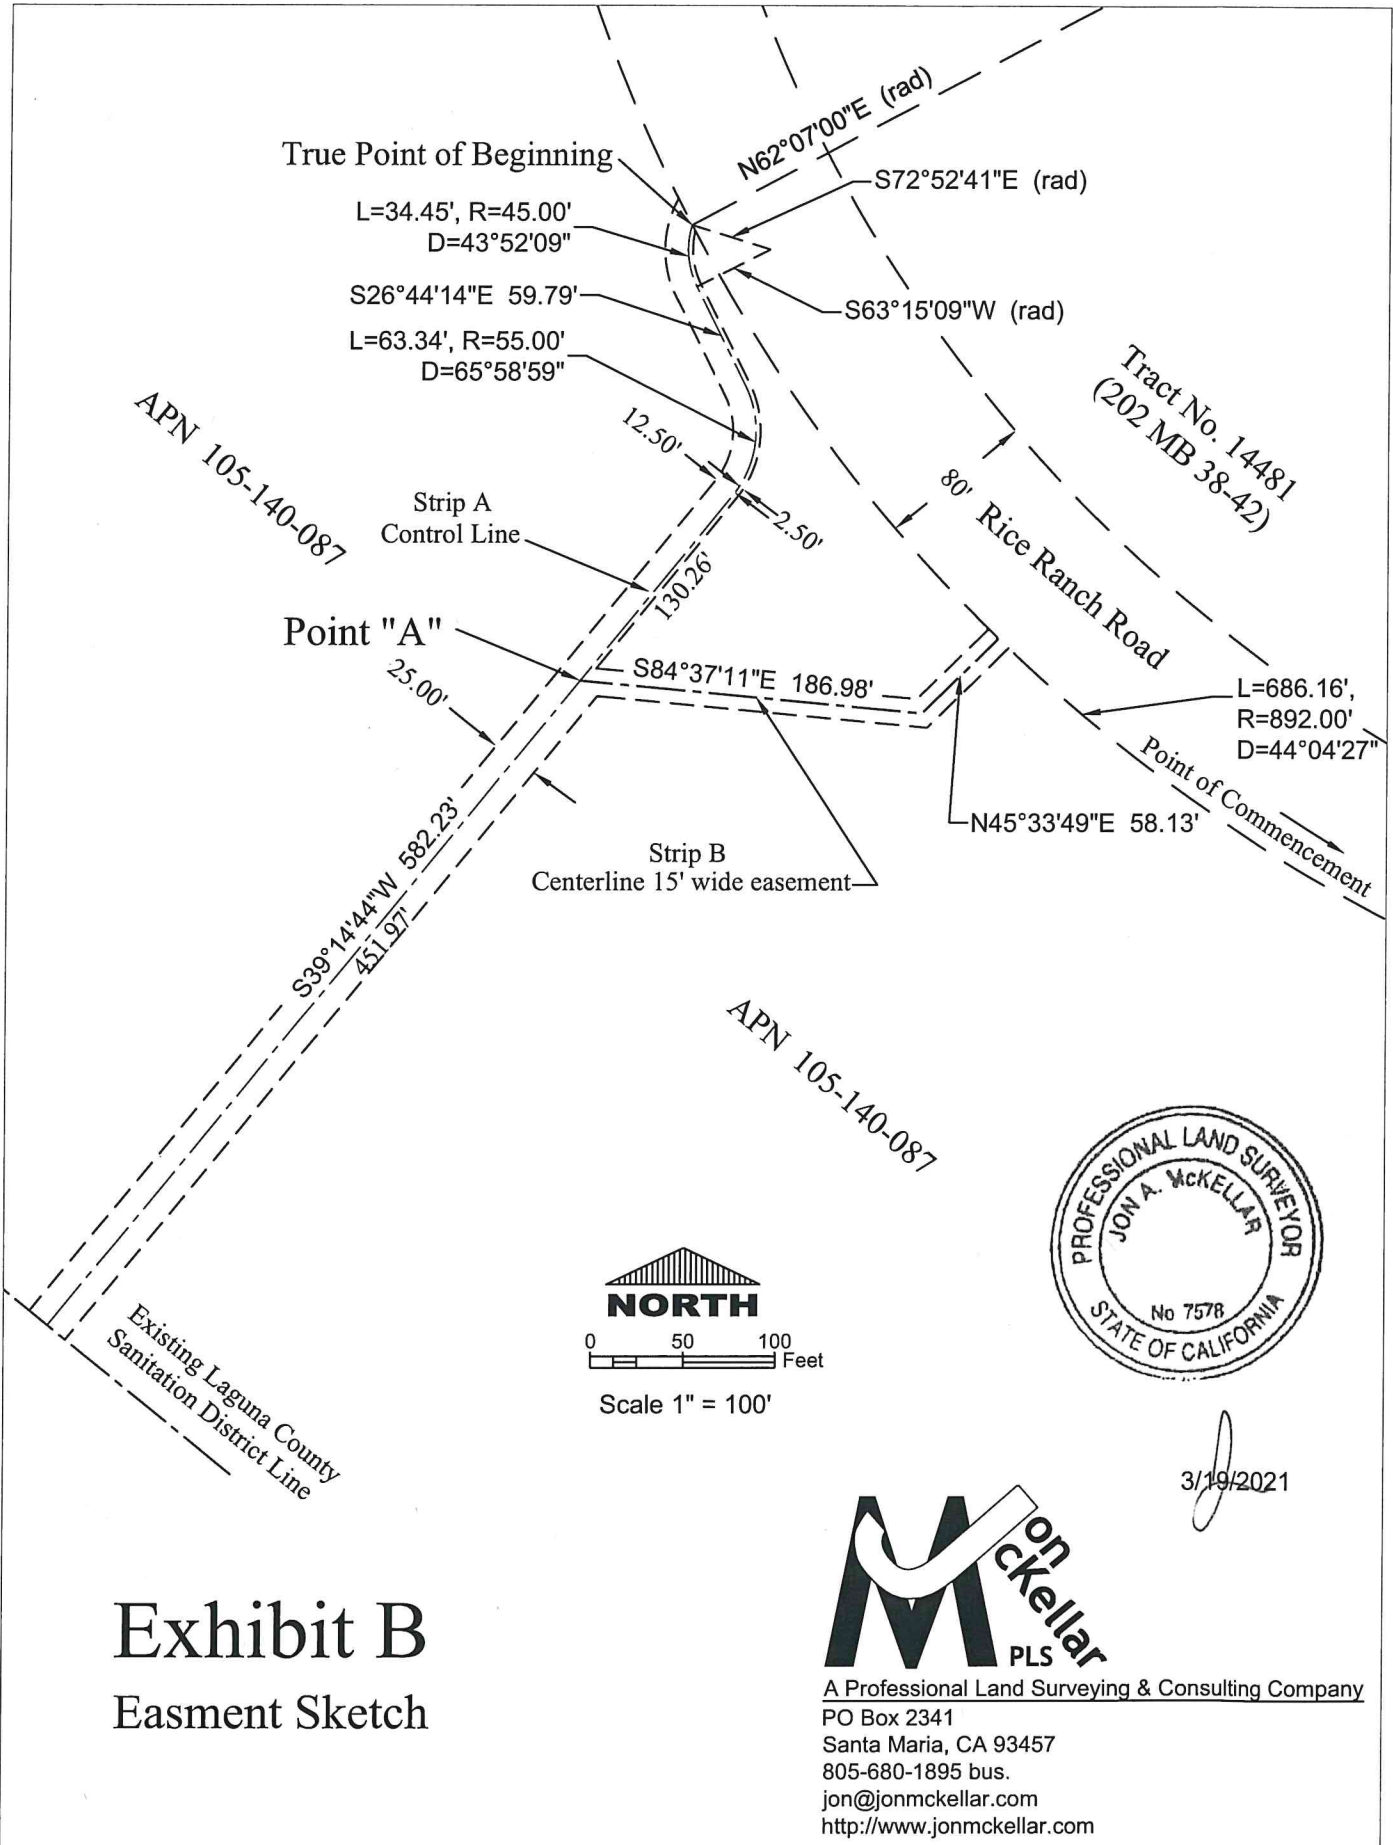 N62°07'00"E (rad)
True Point of Beginning
S72°52'41"E (rad)
L=34.45', R=45.00'
D=43°52'09"
S26°44'14"E 59.79'
S63°15'09"W (rad)
L=63.34', R=55.00'
D=65°58'59"
Tract No. 14481
(202 MB 38-42)
APN 105-140-087
12.50'
80'
Rice Ranch Road
Strip A
Control Line
2.50'
130.26'
Point "A"
25.00'
S84°37'11"E 186.98'
L=686.16',
R=892.00'
D=44°04'27"
Point of Commencement
N45°33'49"E 58.13'
S39°14'44"W 582.23'
451.97'
Strip B
Centerline 15' wide easement
APN 105-140-087
PROFESSIONAL LAND SURVEYOR
JON A. McKELLAR
No 7578
STATE OF CALIFORNIA
NORTH
0 50 100
Feet
Scale 1" = 100'
Existing Laguna County
Sanitation District Line
3/19/2021
Exhibit B
Easment Sketch
M
on
cKellar
PLS
A Professional Land Surveying & Consulting Company
PO Box 2341
Santa Maria, CA 93457
805-680-1895 bus.
jon@jonmckellar.com
http://www.jonmckellar.com